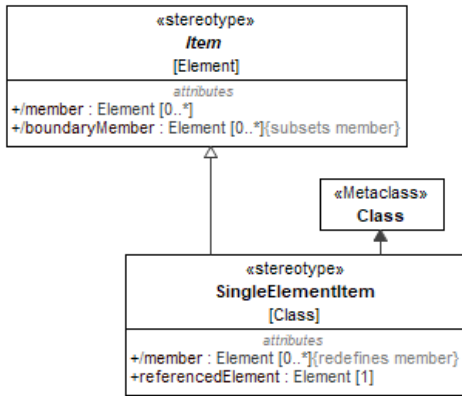 «stereotype»
Item
[Element]
attributes
+/member : Element [0..*]
+/boundaryMember : Element [0..*]{subsets member}
«Metaclass»
Class
«stereotype»
SingleElementItem
[Class]
attributes
+/member : Element [0..*]{redefines member}
+referencedElement : Element [1]